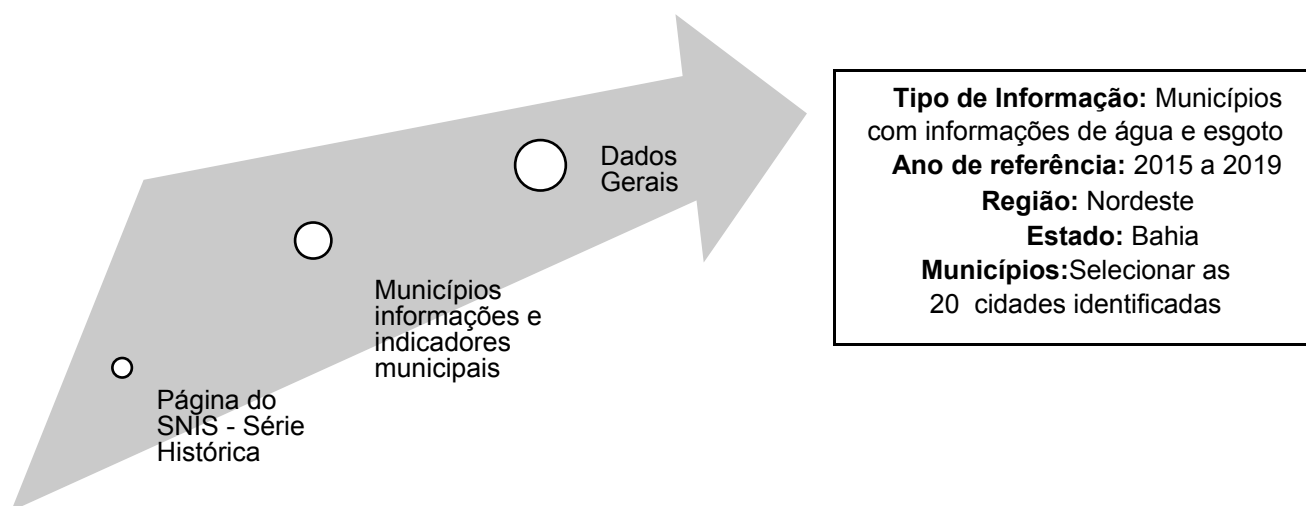 Página do
SNIS - Série
Histórica
Municípios
informações e
indicadores
municipais
Dados
Gerais
Tipo de Informação: Municípios
com informações de água e esgoto
Ano de referência: 2015 a 2019
Região: Nordeste
Estado: Bahia
Municípios:Selecionar as
20 cidades identificadas